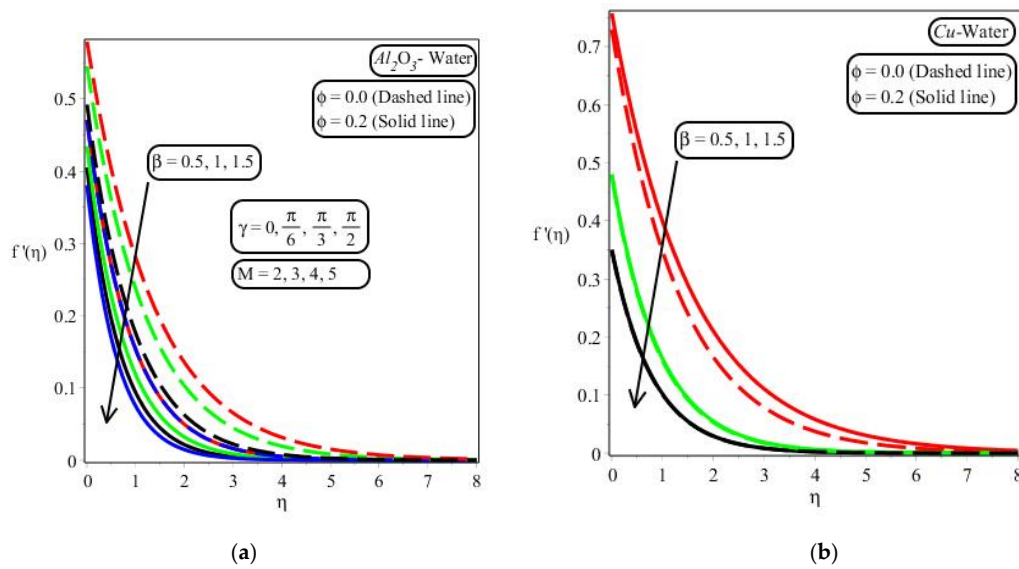 Al₂O₃- Water
ϕ = 0.0 (Dashed line)
ϕ = 0.2 (Solid line)
β = 0.5, 1, 1.5
γ = 0, π/6, π/3, π/2
M = 2, 3, 4, 5
f '(η)
0.5
0.4
0.3
0.2
0.1
0
0 1 2 3 4 5 6 7 8
η
(a)
Cu-Water
ϕ = 0.0 (Dashed line)
ϕ = 0.2 (Solid line)
β = 0.5, 1, 1.5
f '(η)
0.7
0.6
0.5
0.4
0.3
0.2
0.1
0
0 1 2 3 4 5 6 7 8
η
(b)